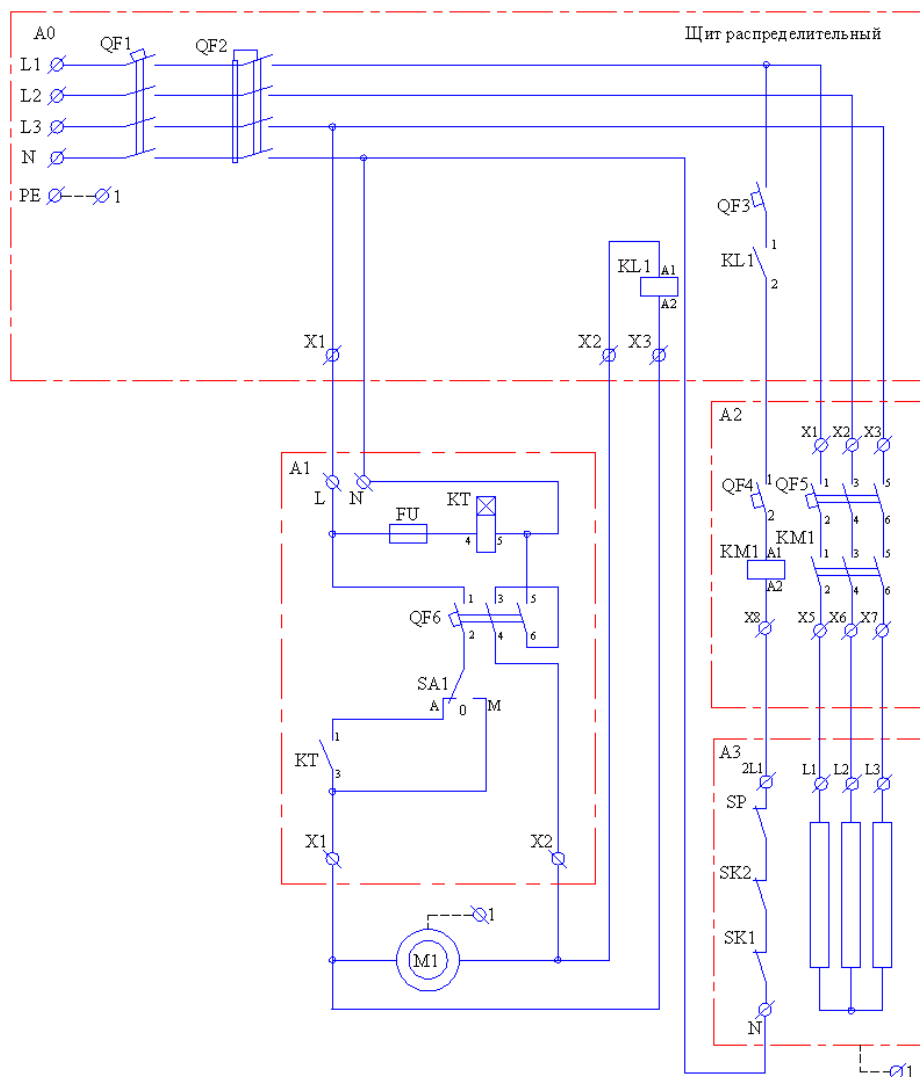 A0
Щит распределительный
QF1
QF2
L1
L2
L3
N
PE
1
QF3
1
KL1
2
KL1
A1
A2
X1
X2
X3
A2
X1
X2
X3
A1
L
N
FU
KT
4
5
QF4
1
2
QF5
1
3
5
2
4
6
KM1
A1
A2
KM1
1
3
5
2
4
6
QF6
1
3
5
2
4
6
X8
X5
X6
X7
SA1
A
0
M
KT
1
3
A3
2L1
L1
L2
L3
SP
X1
X2
SK2
1
SK1
M1
N
1